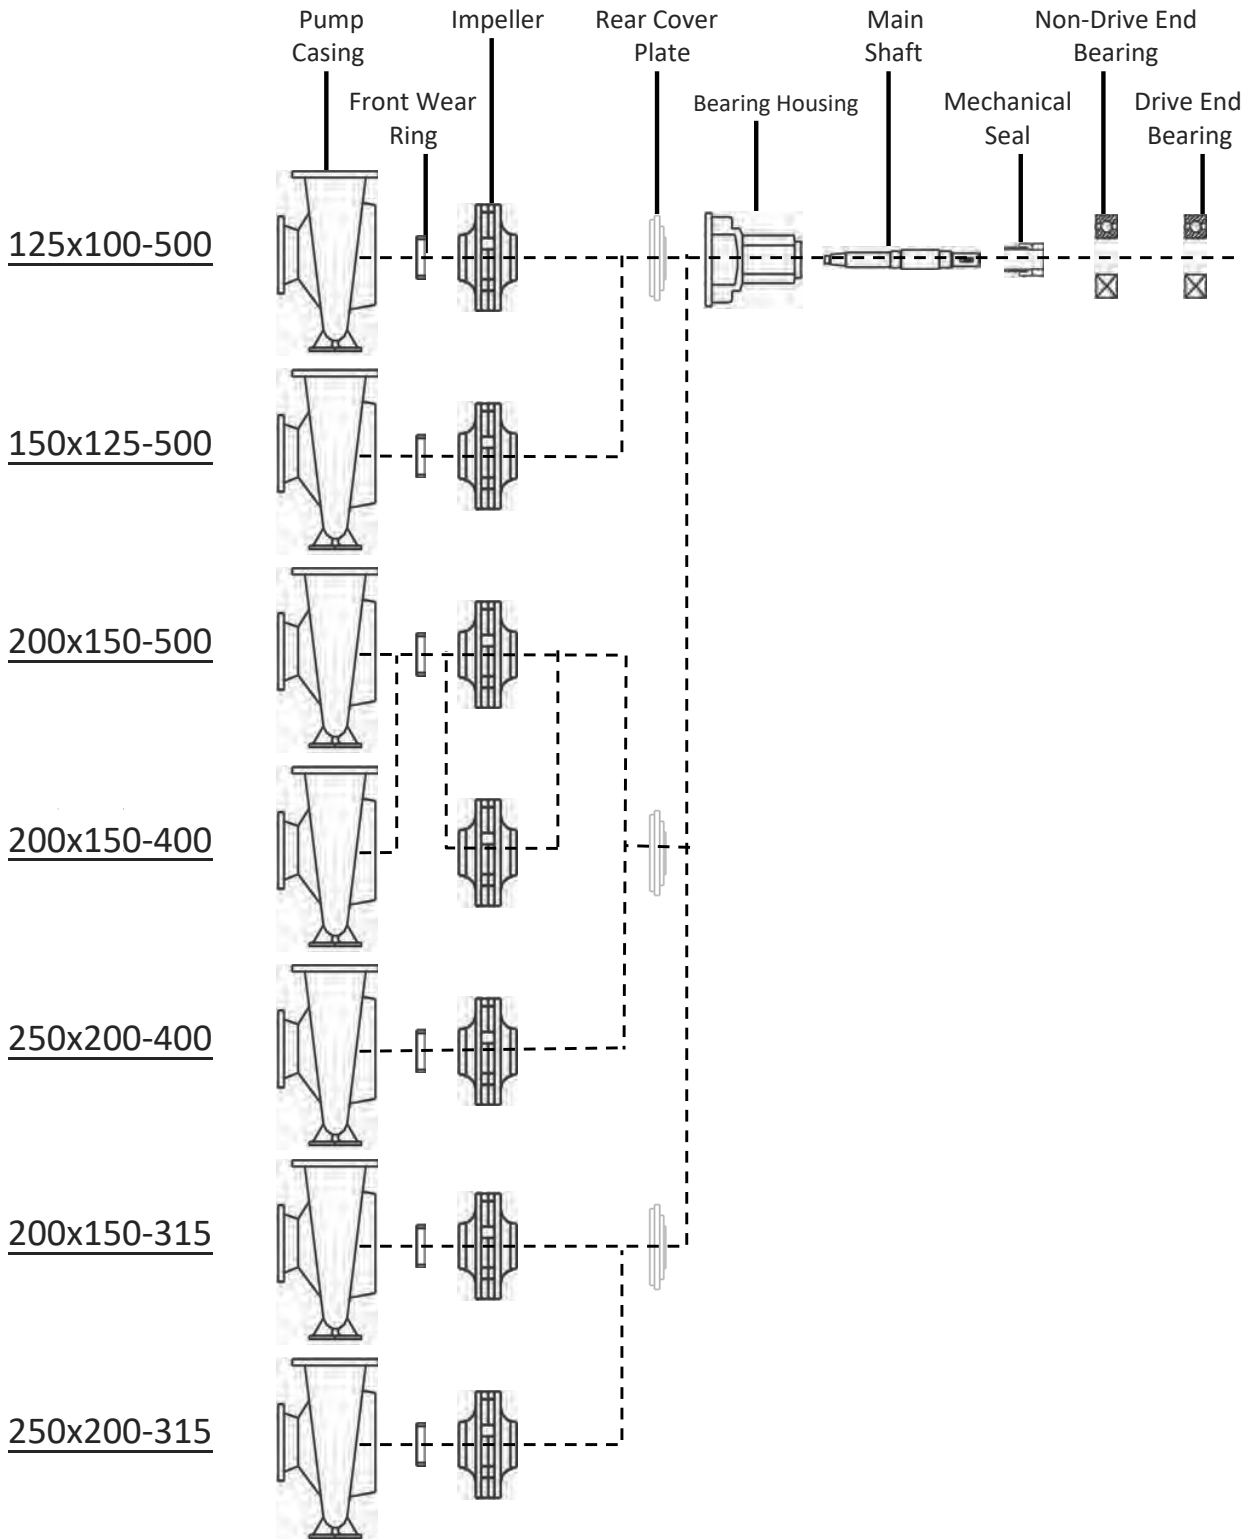 Pump
Casing
Impeller
Rear Cover
Plate
Main
Shaft
Non-Drive End
Bearing
Front Wear
Ring
Bearing Housing
Mechanical
Seal
Drive End
Bearing
125x100-500
150x125-500
200x150-500
200x150-400
250x200-400
200x150-315
250x200-315